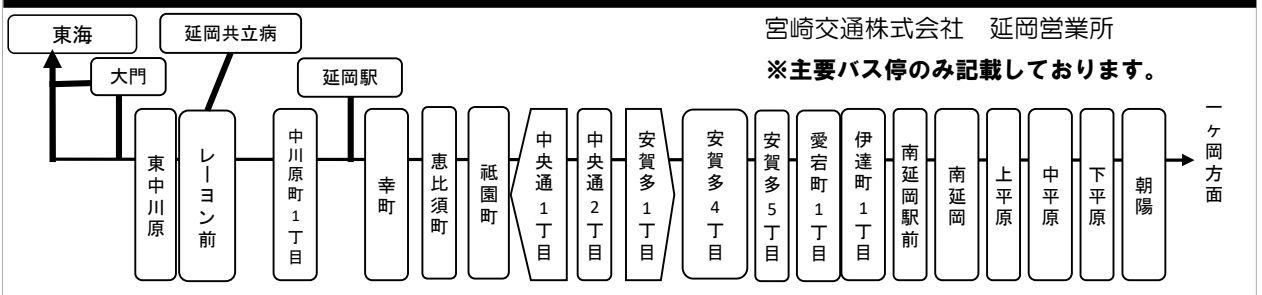 宮崎交通株式会社　延岡営業所
※主要バス停のみ記載しております。
東海
延岡共立病
大門
延岡駅
東中川原
レーヨン前
中川原町1丁目
幸町
恵比須町
祗園町
中央通1丁目
中央通2丁目
安賀多1丁目
安賀多4丁目
安賀多5丁目
愛宕町1丁目
伊達町1丁目
南延岡駅前
南延岡
上平原
中平原
下平原
朝陽
一ケ岡方面